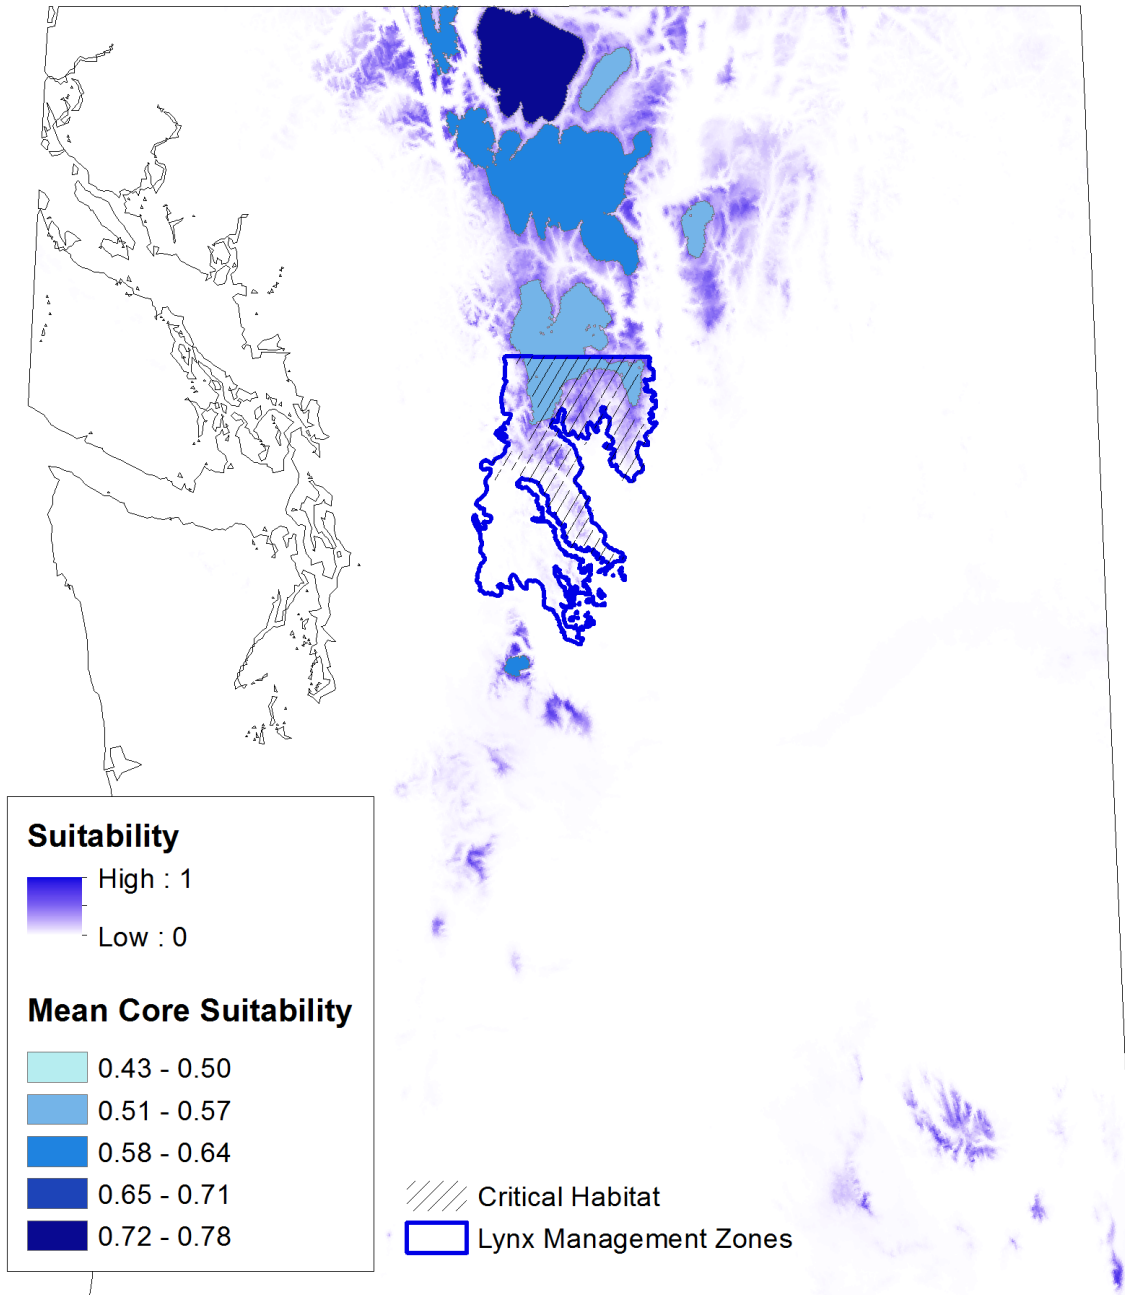 Suitability
High : 1
Low : 0
Mean Core Suitability
0.43 - 0.50
0.51 - 0.57
0.58 - 0.64
0.65 - 0.71
0.72 - 0.78
Critical Habitat
Lynx Management Zones